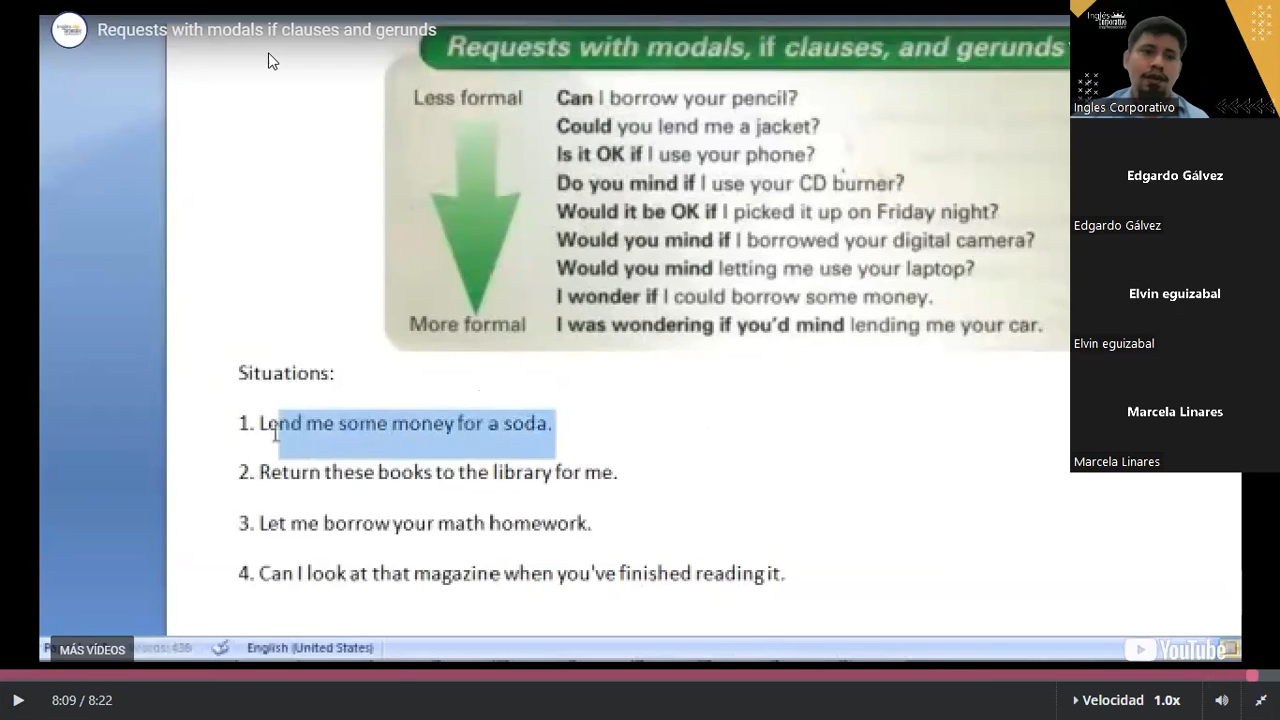 Requests with modals if clauses and gerunds
Requests with modals, if clauses, and gerunds
Less formal
Can I borrow your pencil?
Could you lend me a jacket?
Is it OK if I use your phone?
Do you mind if I use your CD burner?
Would it be OK if I picked it up on Friday night?
Would you mind if I borrowed your digital camera?
Would you mind letting me use your laptop?
I wonder if I could borrow some money.
More formal
I was wondering if you'd mind lending me your car.
Situations:
1. Lend me some money for a soda.
2. Return these books to the library for me.
3. Let me borrow your math homework.
4. Can I look at that magazine when you've finished reading it.
MÁS VÍDEOS
English (United States)
YouTube
8:09 / 8:22
Velocidad 1.0x
Inglés
Corporativo
Ingles Corporativo
Edgardo Gálvez
Edgardo Gálvez
Elvin eguizabal
Elvin eguizabal
Marcela Linares
Marcela Linares